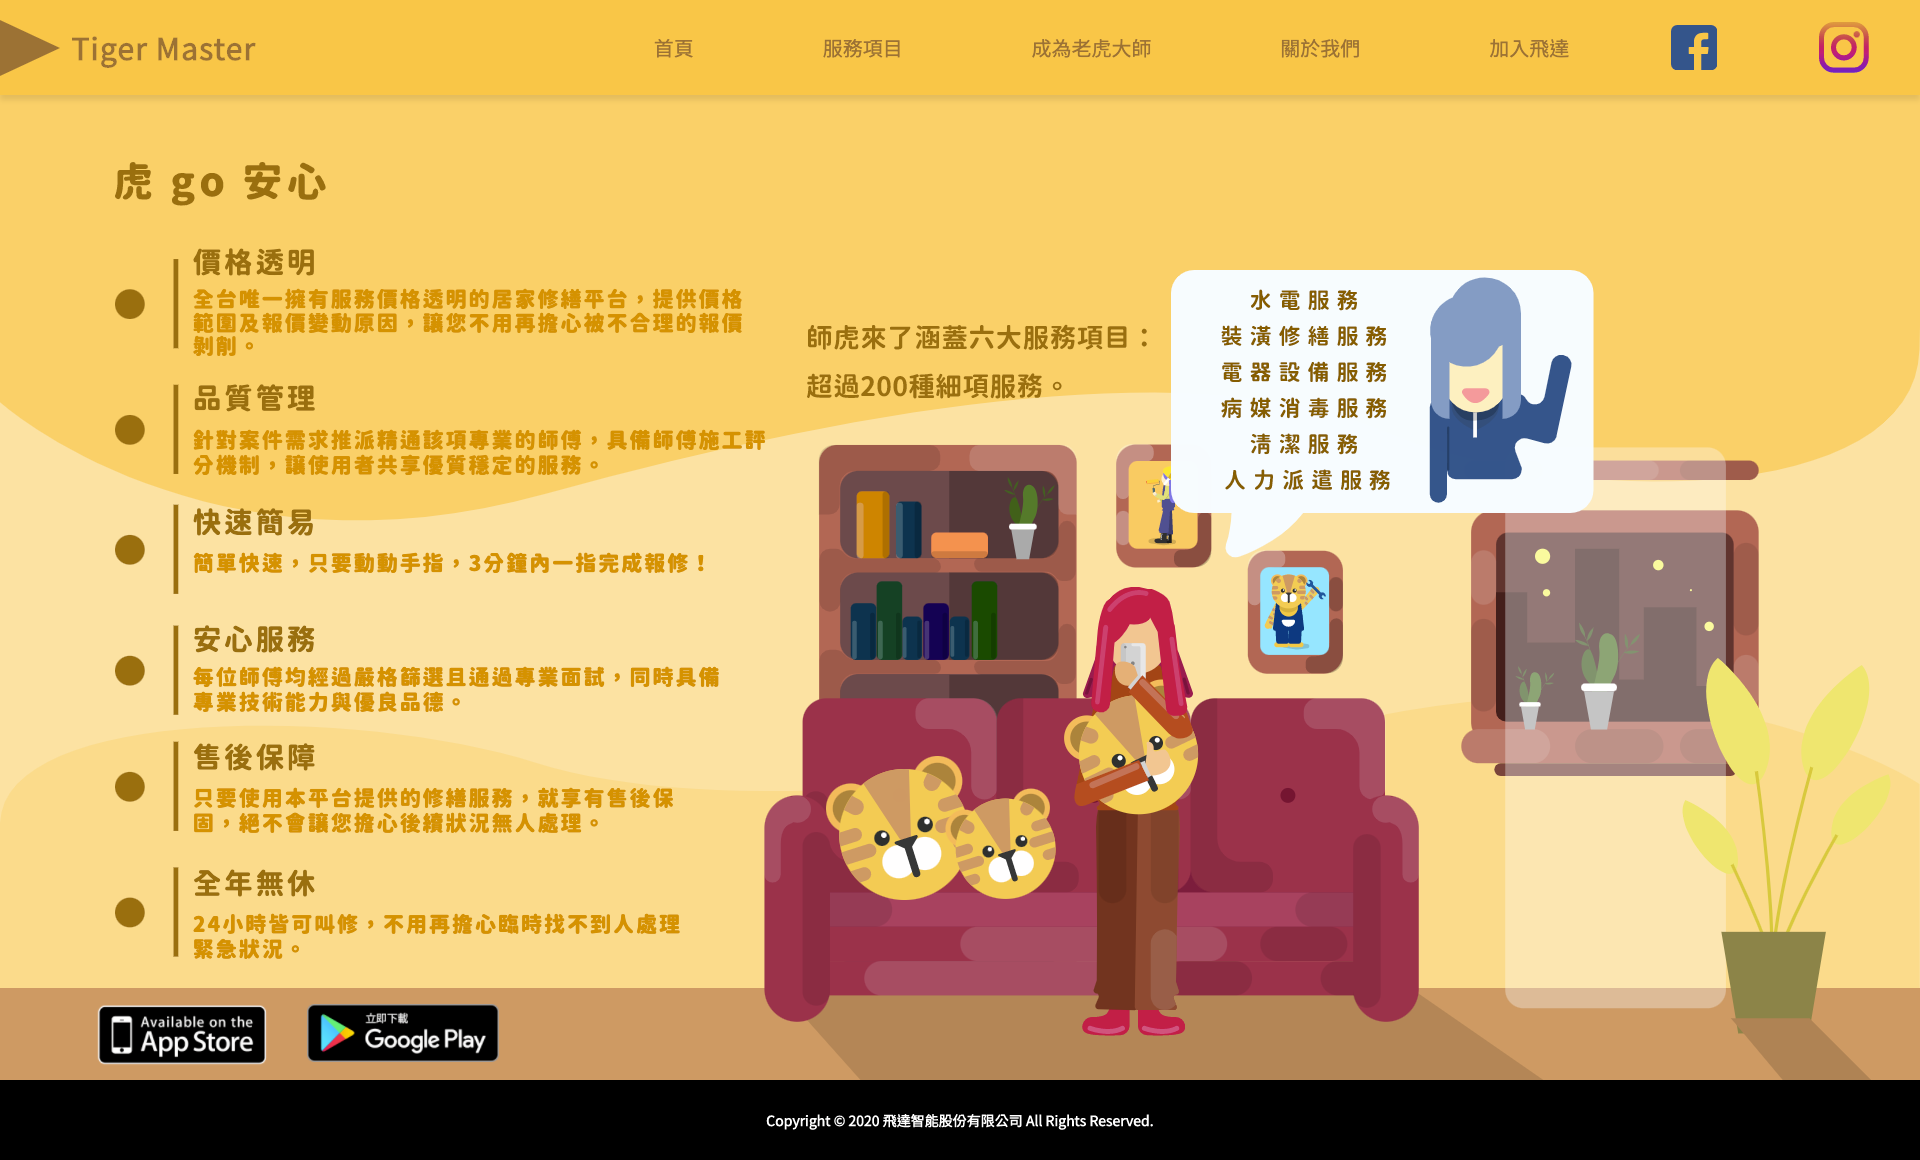 Tiger Master
首頁
服務項目
成為老虎大師
關於我們
加入飛達
虎 go 安心
價格透明
全台唯一擁有服務價格透明的居家修繕平台，提供價格
範圍及報價變動原因，讓您不用再擔心被不合理的報價
剝削。
品質管理
針對案件需求推派精通該項專業的師傅，具備師傅施工評
分機制，讓使用者共享優質穩定的服務。
快速簡易
簡單快速，只要動動手指，3分鐘內一指完成報修！
安心服務
每位師傅均經過嚴格篩選且通過專業面試，同時具備
專業技術能力與優良品德。
售後保障
只要使用本平台提供的修繕服務，就享有售後保
固，絕不會讓您擔心後續狀況無人處理。
全年無休
24小時皆可叫修，不用再擔心臨時找不到人處理
緊急狀況。
師虎來了涵蓋六大服務項目：
超過200種細項服務。
水電服務
裝潢修繕服務
電器設備服務
病媒消毒服務
清潔服務
人力派遣服務
Available on the
App Store
立即下載
Google Play
Copyright © 2020 飛達智能股份有限公司 All Rights Reserved.